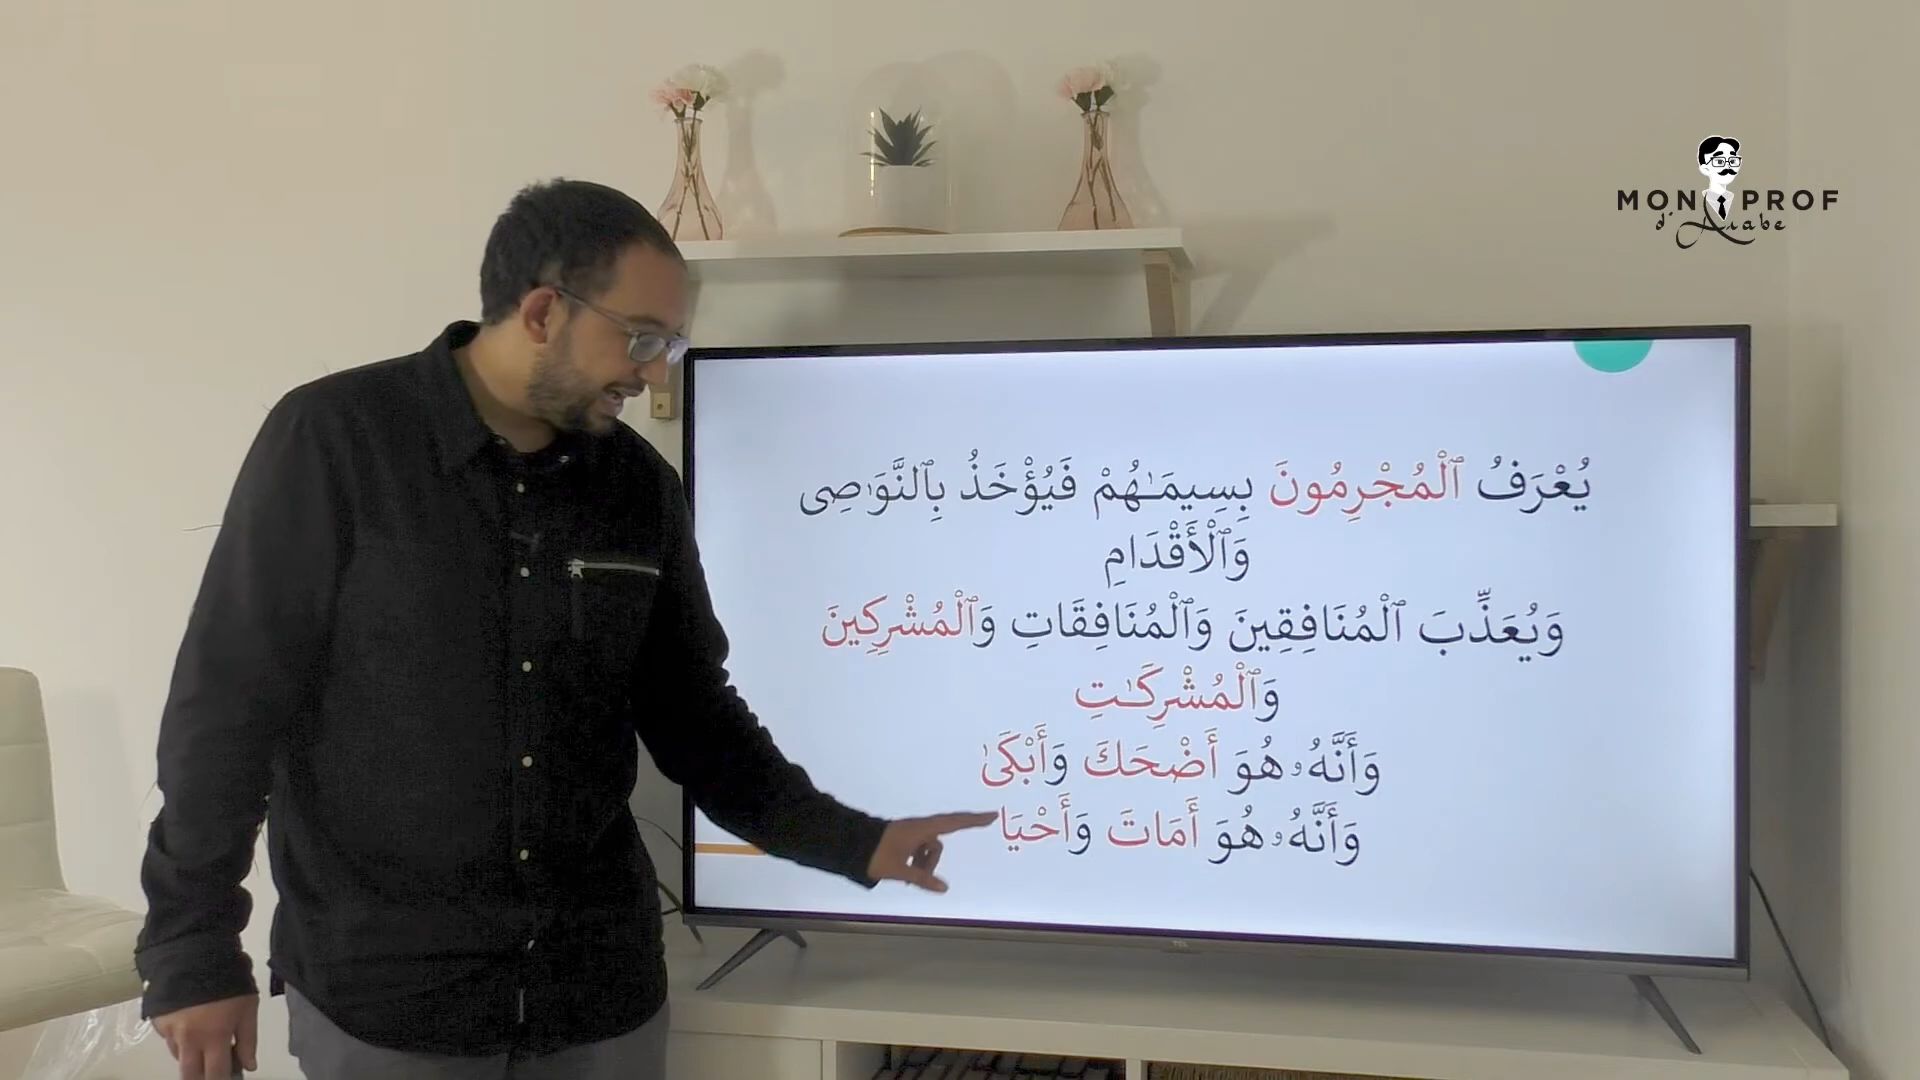 MON PROF
d'Arabe
يُعْرَفُ ٱلْمُجْرِمُونَ بِسِيمَـٰهُمْ فَيُؤْخَذُ بِٱلنَّوَٰصِى
وَٱلْأَقْدَامِ
وَيُعَذِّبَ ٱلْمُنَافِقِينَ وَٱلْمُنَافِقَاتِ وَٱلْمُشْرِكِينَ
وَٱلْمُشْرِكَـٰتِ
وَأَنَّهُۥ هُوَ أَضْحَكَ وَأَبْكَىٰ
وَأَنَّهُۥ هُوَ أَمَاتَ وَأَحْيَا
TCL